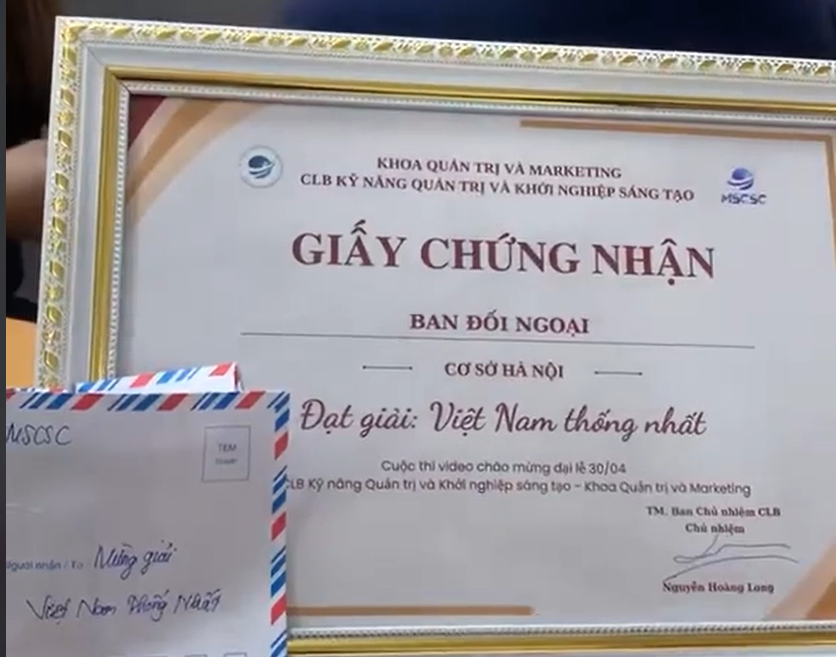 KHOA QUẢN TRỊ VÀ MARKETING
CLB KỸ NĂNG QUẢN TRỊ VÀ KHỞI NGHIỆP SÁNG TẠO
MSCSC
GIẤY CHỨNG NHẬN
BAN ĐỐI NGOẠI
CƠ SỞ HÀ NỘI
Đạt giải: Việt Nam thống nhất
Cuộc thi video chào mừng đại lễ 30/04
CLB Kỹ năng Quản trị và Khởi nghiệp sáng tạo - Khoa Quản trị và Marketing
TM. Ban Chủ nhiệm CLB
Chủ nhiệm
Nguyễn Hoàng Long
MSCSC
TEM
Người nhận / To
giải
Việt Nam Thống Nhất